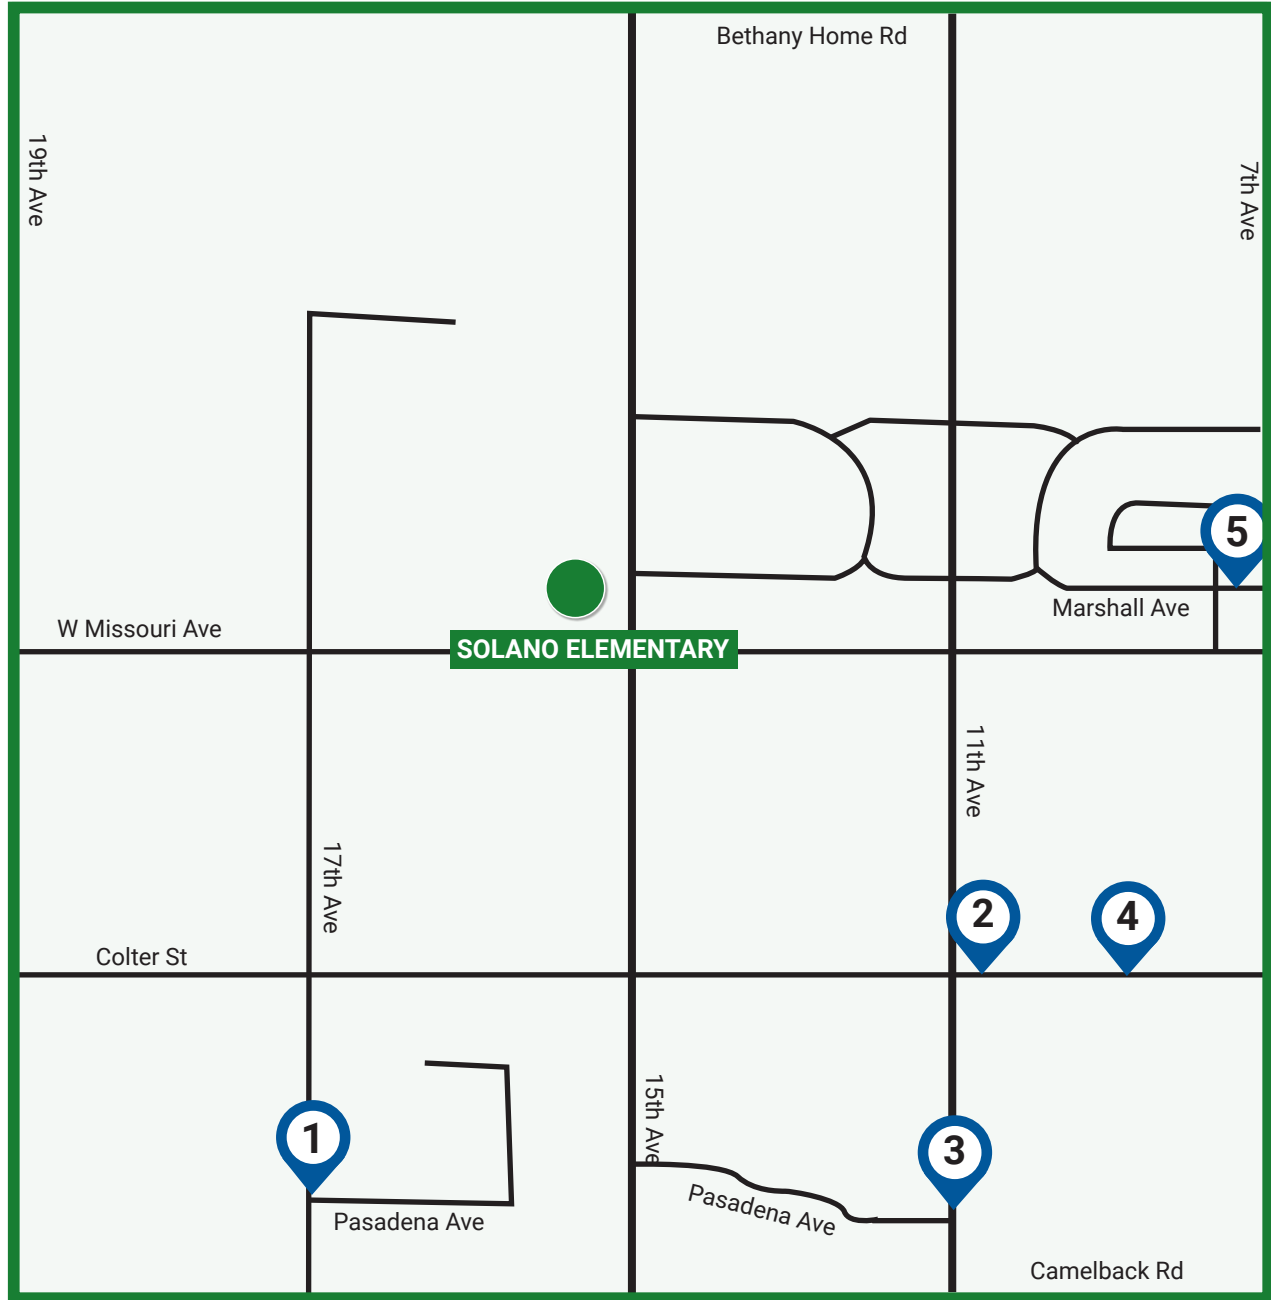 Bethany Home Rd
19th Ave
7th Ave
5
Marshall Ave
W Missouri Ave
SOLANO ELEMENTARY
11th Ave
17th Ave
2
4
Colter St
15th Ave
1
3
Pasadena Ave
Pasadena Ave
Camelback Rd